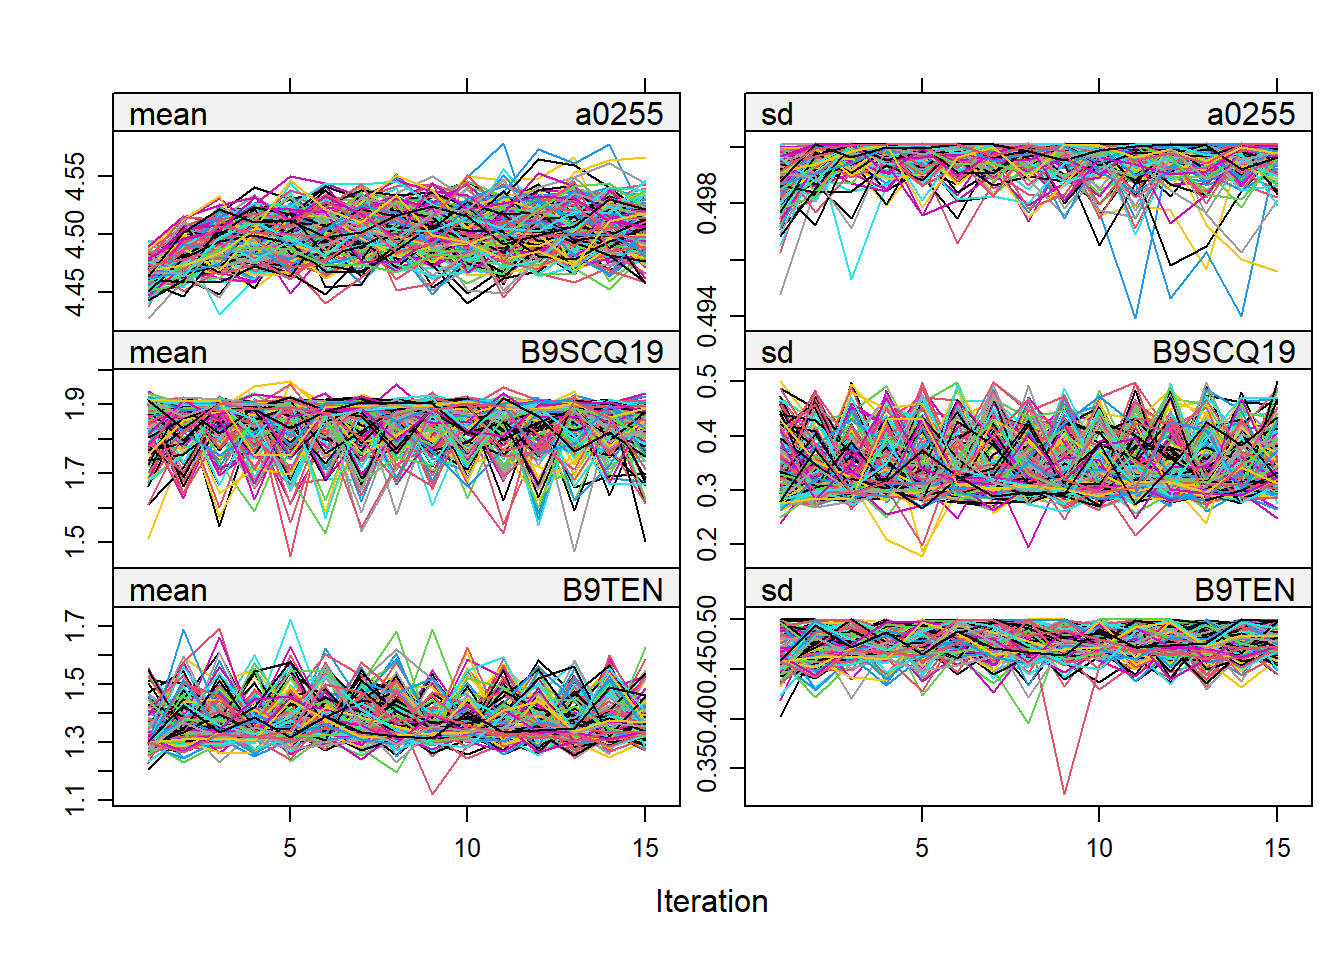 mean a0255
4.45 4.50 4.55
sd a0255
0.494 0.498
mean B9SCQ19
1.5 1.7 1.9
sd B9SCQ19
0.2 0.3 0.4 0.5
mean B9TEN
1.1 1.3 1.5 1.7
sd B9TEN
0.35 0.40 0.45 0.50
5 10 15
5 10 15
Iteration